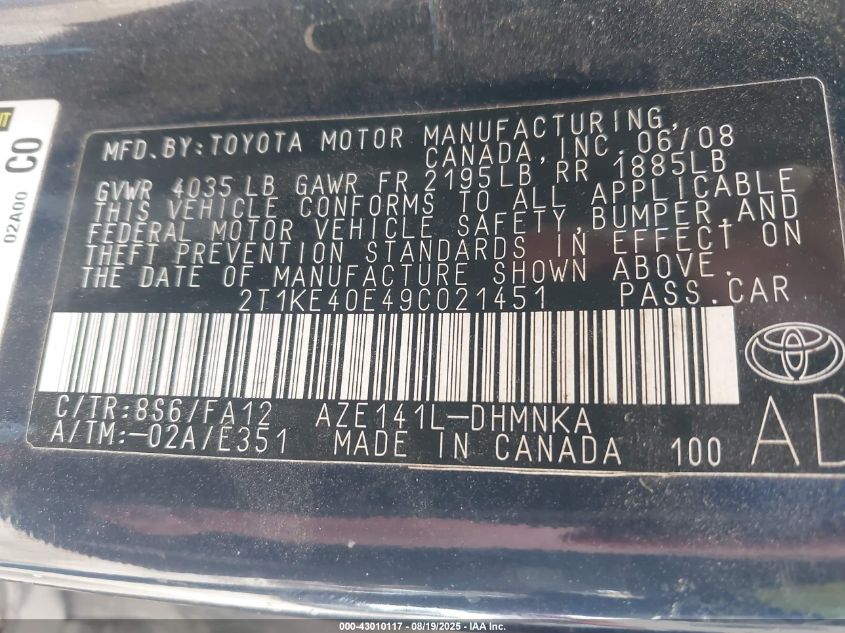 MFD.BY:TOYOTA MOTOR MANUFACTURING,
CANADA, INC. 06/08
GVWR 4035 LB GAWR FR 2195LB RR 1885LB
THIS VEHICLE CONFORMS TO ALL APPLICABLE
FEDERAL MOTOR VEHICLE SAFETY,BUMPER,AND
THEFT PREVENTION STANDARDS IN EFFECT ON
THE DATE OF MANUFACTURE SHOWN ABOVE.
2T1KE40E49C021451 PASS.CAR
C/TR:8S6/FA12 AZE141L-DHMNKA
A/TM:-02A/E351 MADE IN CANADA 100 AD
02A00 CO
000-43010117 - 08/19/2025 - IAA Inc.